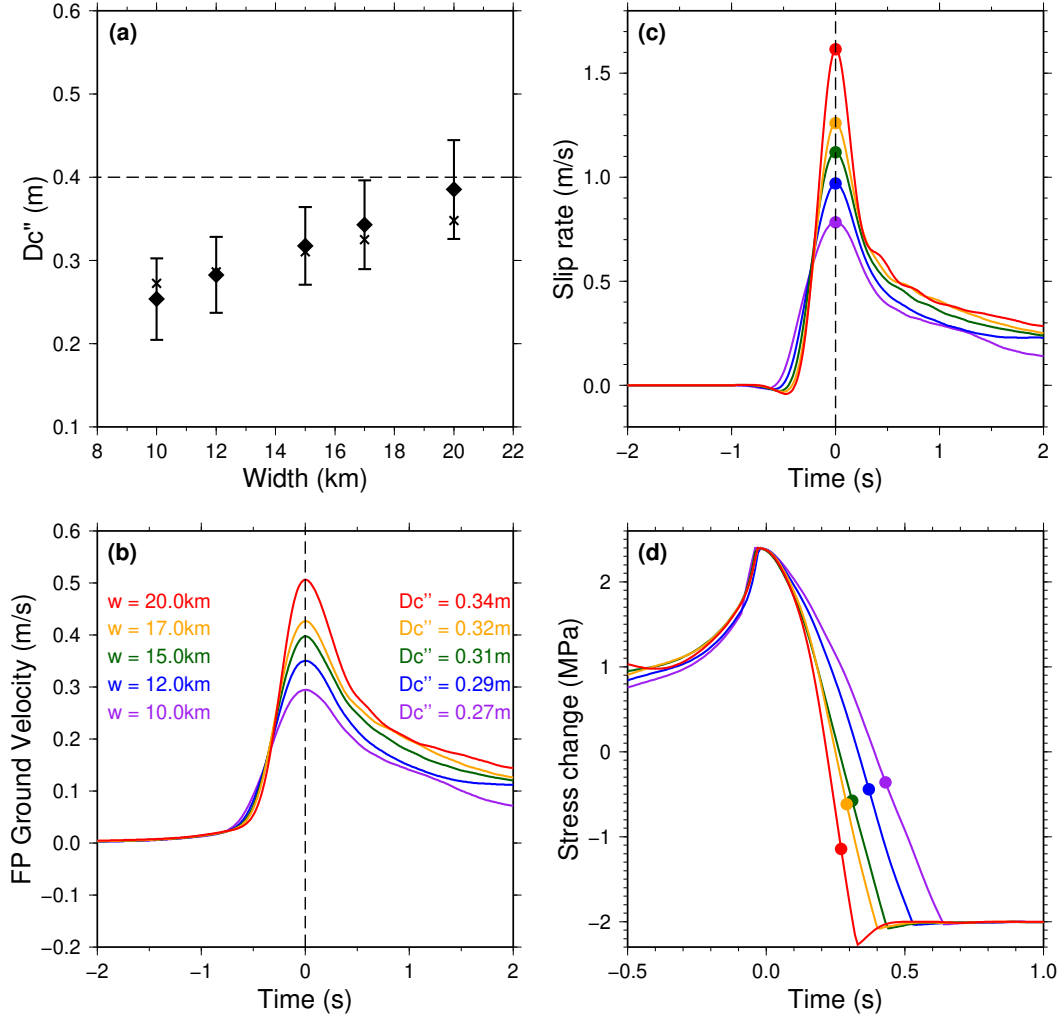 (a)
0.6
0.5
0.4
0.3
0.2
0.1
Dc" (m)
8 10 12 14 16 18 20 22
Width (km)
(c)
1.5
1.0
0.5
0.0
Slip rate (m/s)
−2 −1 0 1 2
Time (s)
(b)
0.6
0.5
0.4
0.3
0.2
0.1
0.0
−0.1
−0.2
FP Ground Velocity (m/s)
w = 20.0km Dc'' = 0.34m
w = 17.0km Dc'' = 0.32m
w = 15.0km Dc'' = 0.31m
w = 12.0km Dc'' = 0.29m
w = 10.0km Dc'' = 0.27m
−2 −1 0 1 2
Time (s)
(d)
2
1
0
−1
−2
Stress change (MPa)
−0.5 0.0 0.5 1.0
Time (s)